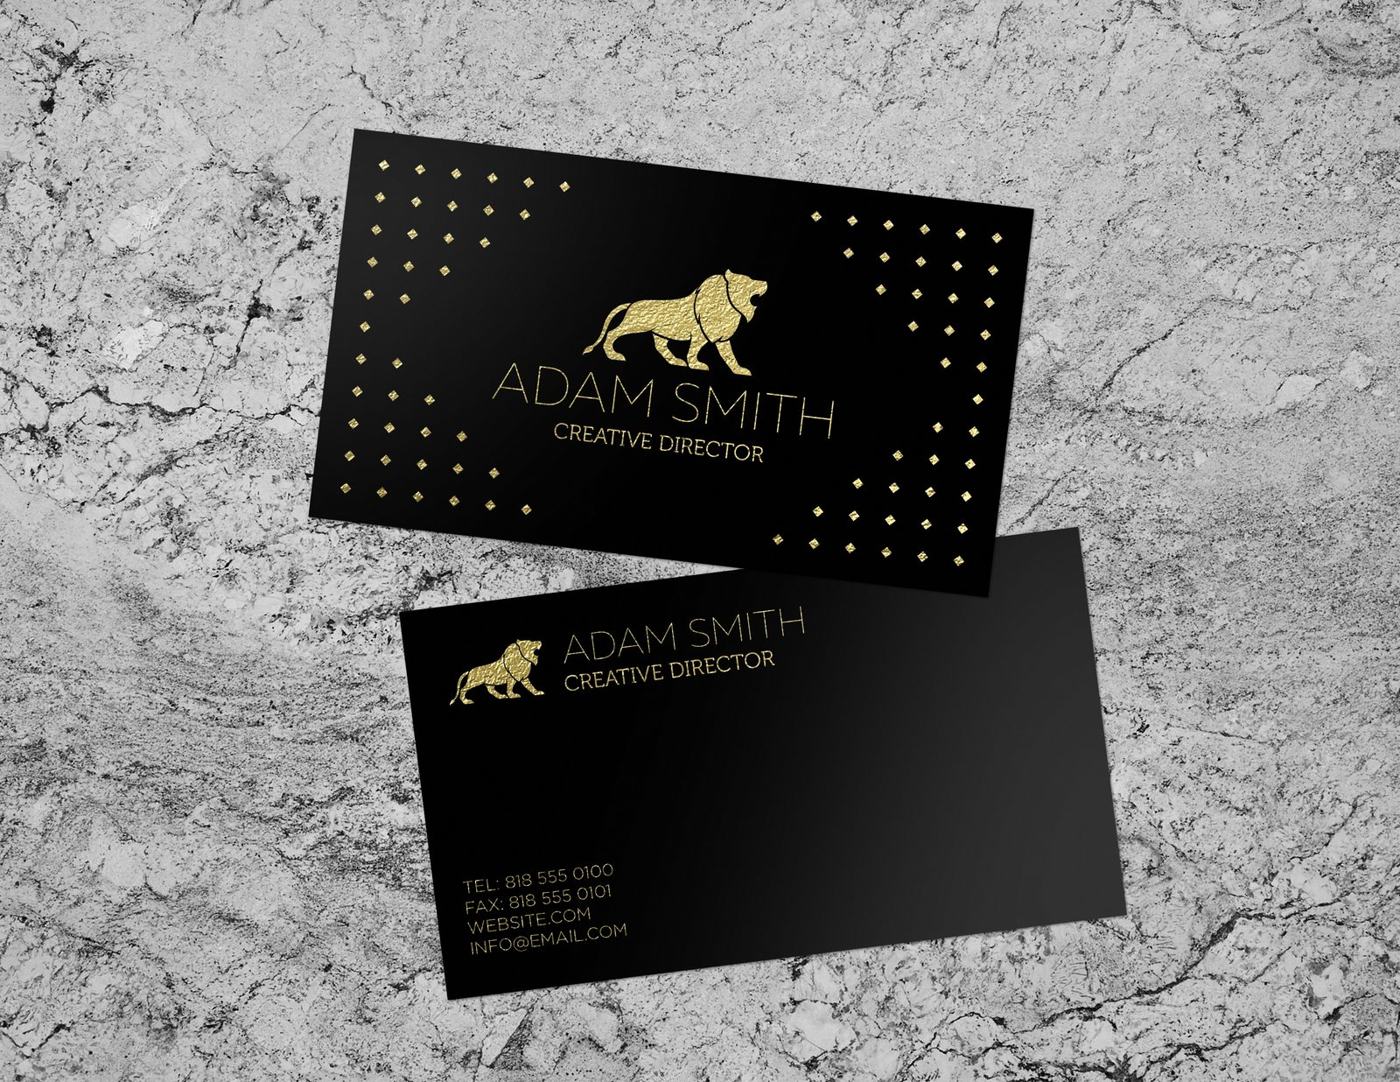 ADAM SMITH
CREATIVE DIRECTOR
ADAM SMITH
CREATIVE DIRECTOR
TEL: 818 555 0100
FAX: 818 555 0101
WEBSITE.COM
INFO@EMAIL.COM